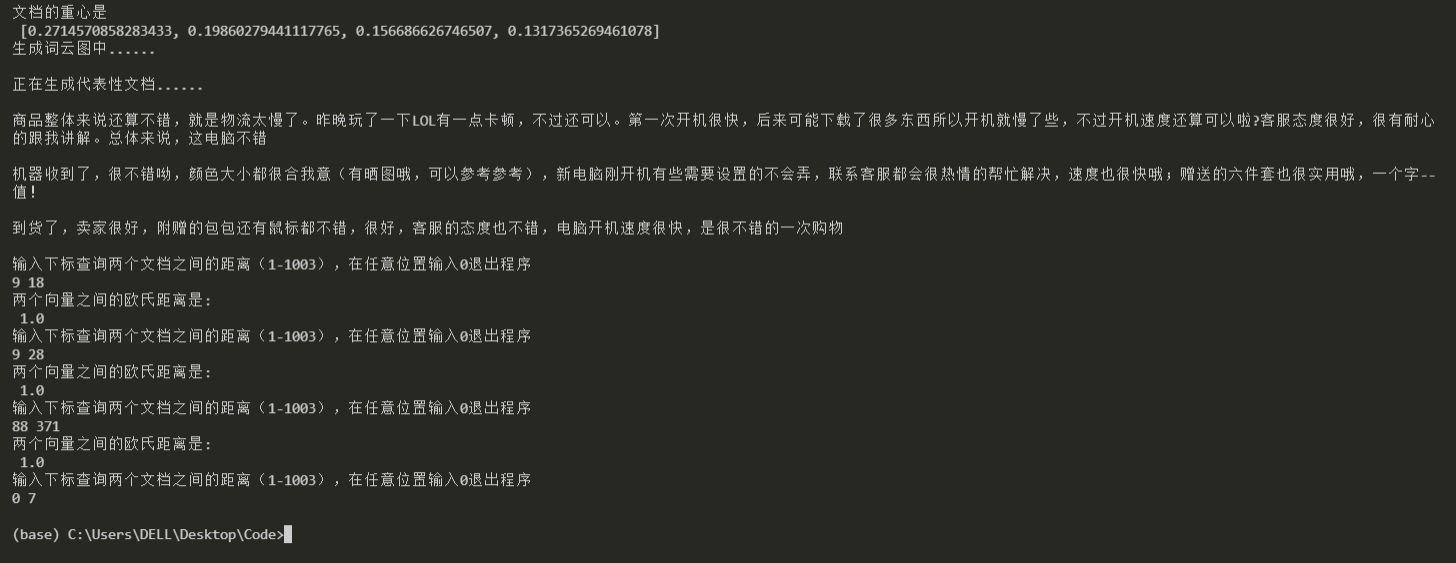 文档的重心是
[0.2714570858283433, 0.19860279441117765, 0.156686626746507, 0.1317365269461078]
生成词云图中......
正在生成代表性文档......
商品整体来说还算不错，就是物流太慢了。昨晚玩了一下LOL有一点卡顿，不过还可以。第一次开机很快，后来可能下载了很多东西所以开机就慢了些，不过开机速度还算可以啦?客服态度很好，很有耐心
的跟我讲解。总体来说，这电脑不错
机器收到了，很不错呦，颜色大小都很合我意（有晒图哦，可以参考参考），新电脑刚开机有些需要设置的不会弄，联系客服都会很热情的帮忙解决，速度也很快哦；赠送的六件套也很实用哦，一个字--
值！
到货了，卖家很好，附赠的包包还有鼠标都不错，很好，客服的态度也不错，电脑开机速度很快，是很不错的一次购物
输入下标查询两个文档之间的距离（1-1003），在任意位置输入0退出程序
9 18
两个向量之间的欧氏距离是:
1.0
输入下标查询两个文档之间的距离（1-1003），在任意位置输入0退出程序
9 28
两个向量之间的欧氏距离是:
1.0
输入下标查询两个文档之间的距离（1-1003），在任意位置输入0退出程序
88 371
两个向量之间的欧氏距离是:
1.0
输入下标查询两个文档之间的距离（1-1003），在任意位置输入0退出程序
0 7
(base) C:\Users\DELL\Desktop\Code>